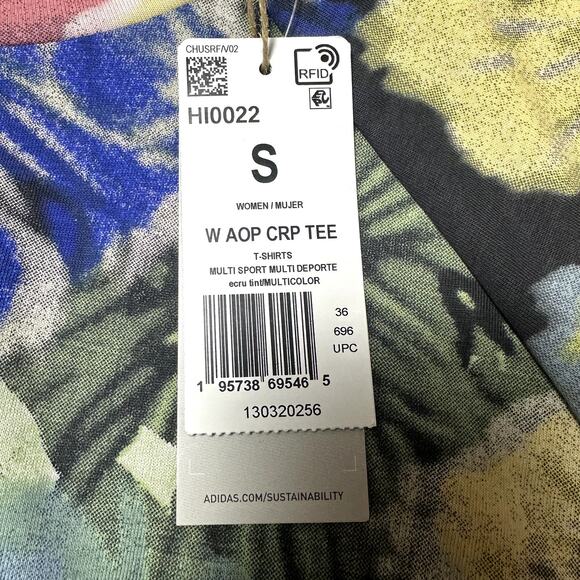 CHUSRF/V02
RFID
HI0022
S
WOMEN / MUJER
W AOP CRP TEE
T-SHIRTS
MULTI SPORT MULTI DEPORTE
ecru tint/MULTICOLOR
36
696
UPC
1 95738 69546 5
130320256
ADIDAS.COM/SUSTAINABILITY